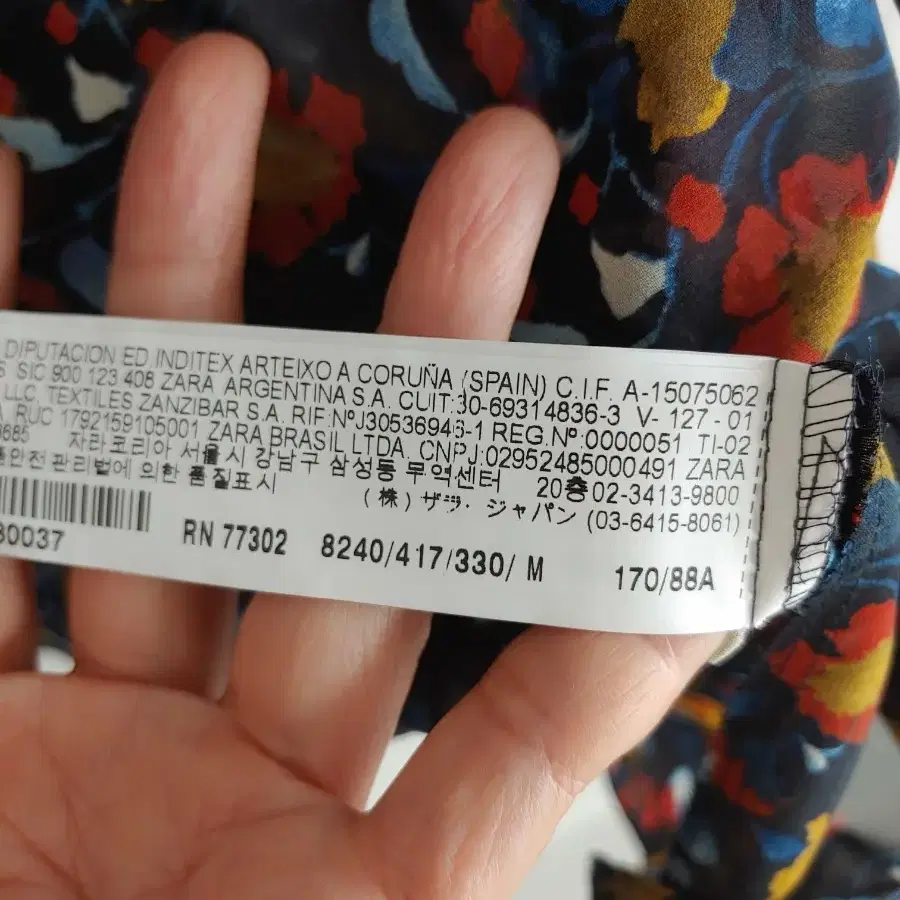 DIPUTACION ED INDITEX ARTEIXO A CORUÑA (SPAIN) C.I.F. A-15075062
S SIC 900 123 408 ZARA ARGENTINA S.A. CUIT:30-69314836-3 V- 127 - 01
LLC, TEXTILES ZANZIBAR S.A. RIF:NºJ30536946-1 REG.Nº:0000051 TI-02
RUC 1792159105001 ZARA BRASIL LTDA. CNPJ:02952485000491 ZARA
자라코리아 서울시 강남구 삼성동 무역센터 20층02-3413-9800
품안전 관리법에 의한 품질표시 (株) ザラ・ジャパン (03-6415-8061)
80037 RN 77302 8240/417/330/ M 170/88A